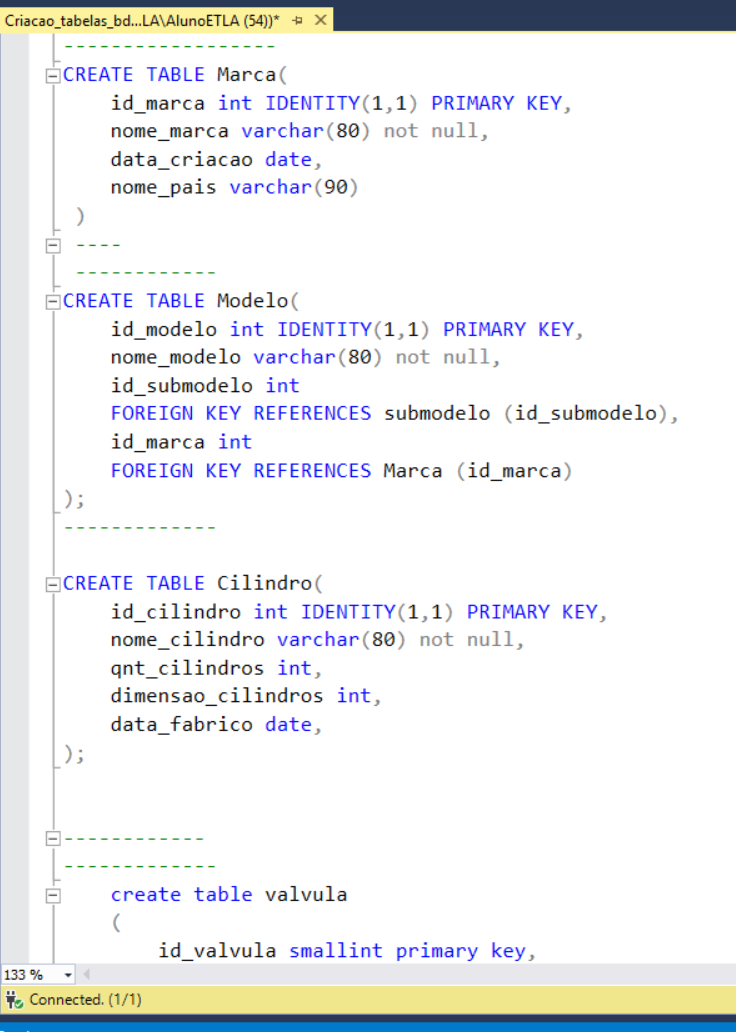 Criacao_tabelas_bd...LA\AlunoETLA (54))*
------------------
CREATE TABLE Marca(
id_marca int IDENTITY(1,1) PRIMARY KEY,
nome_marca varchar(80) not null,
data_criacao date,
nome_pais varchar(90)
)
----
------------
CREATE TABLE Modelo(
id_modelo int IDENTITY(1,1) PRIMARY KEY,
nome_modelo varchar(80) not null,
id_submodelo int
FOREIGN KEY REFERENCES submodelo (id_submodelo),
id_marca int
FOREIGN KEY REFERENCES Marca (id_marca)
);
-------------
CREATE TABLE Cilindro(
id_cilindro int IDENTITY(1,1) PRIMARY KEY,
nome_cilindro varchar(80) not null,
qnt_cilindros int,
dimensao_cilindros int,
data_fabrico date,
);
------------
-------------
create table valvula
(
id_valvula smallint primary key,
133 %
Connected. (1/1)